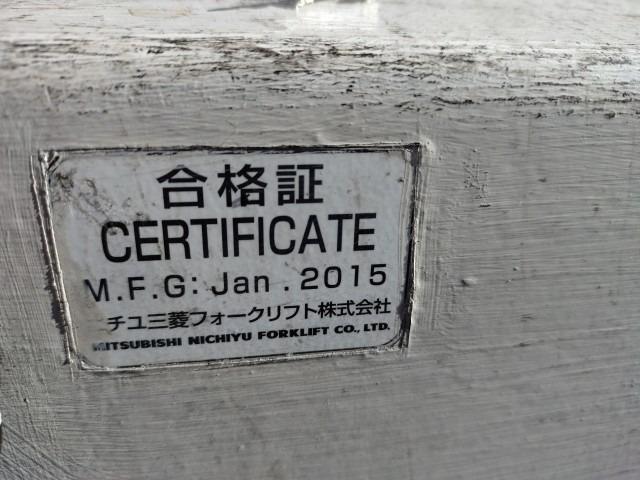 合格証
CERTIFICATE
M.F.G: Jan . 2015
チユ三菱フォークリフト株式会社
MITSUBISHI NICHIYU FORKLIFT CO., LTD.